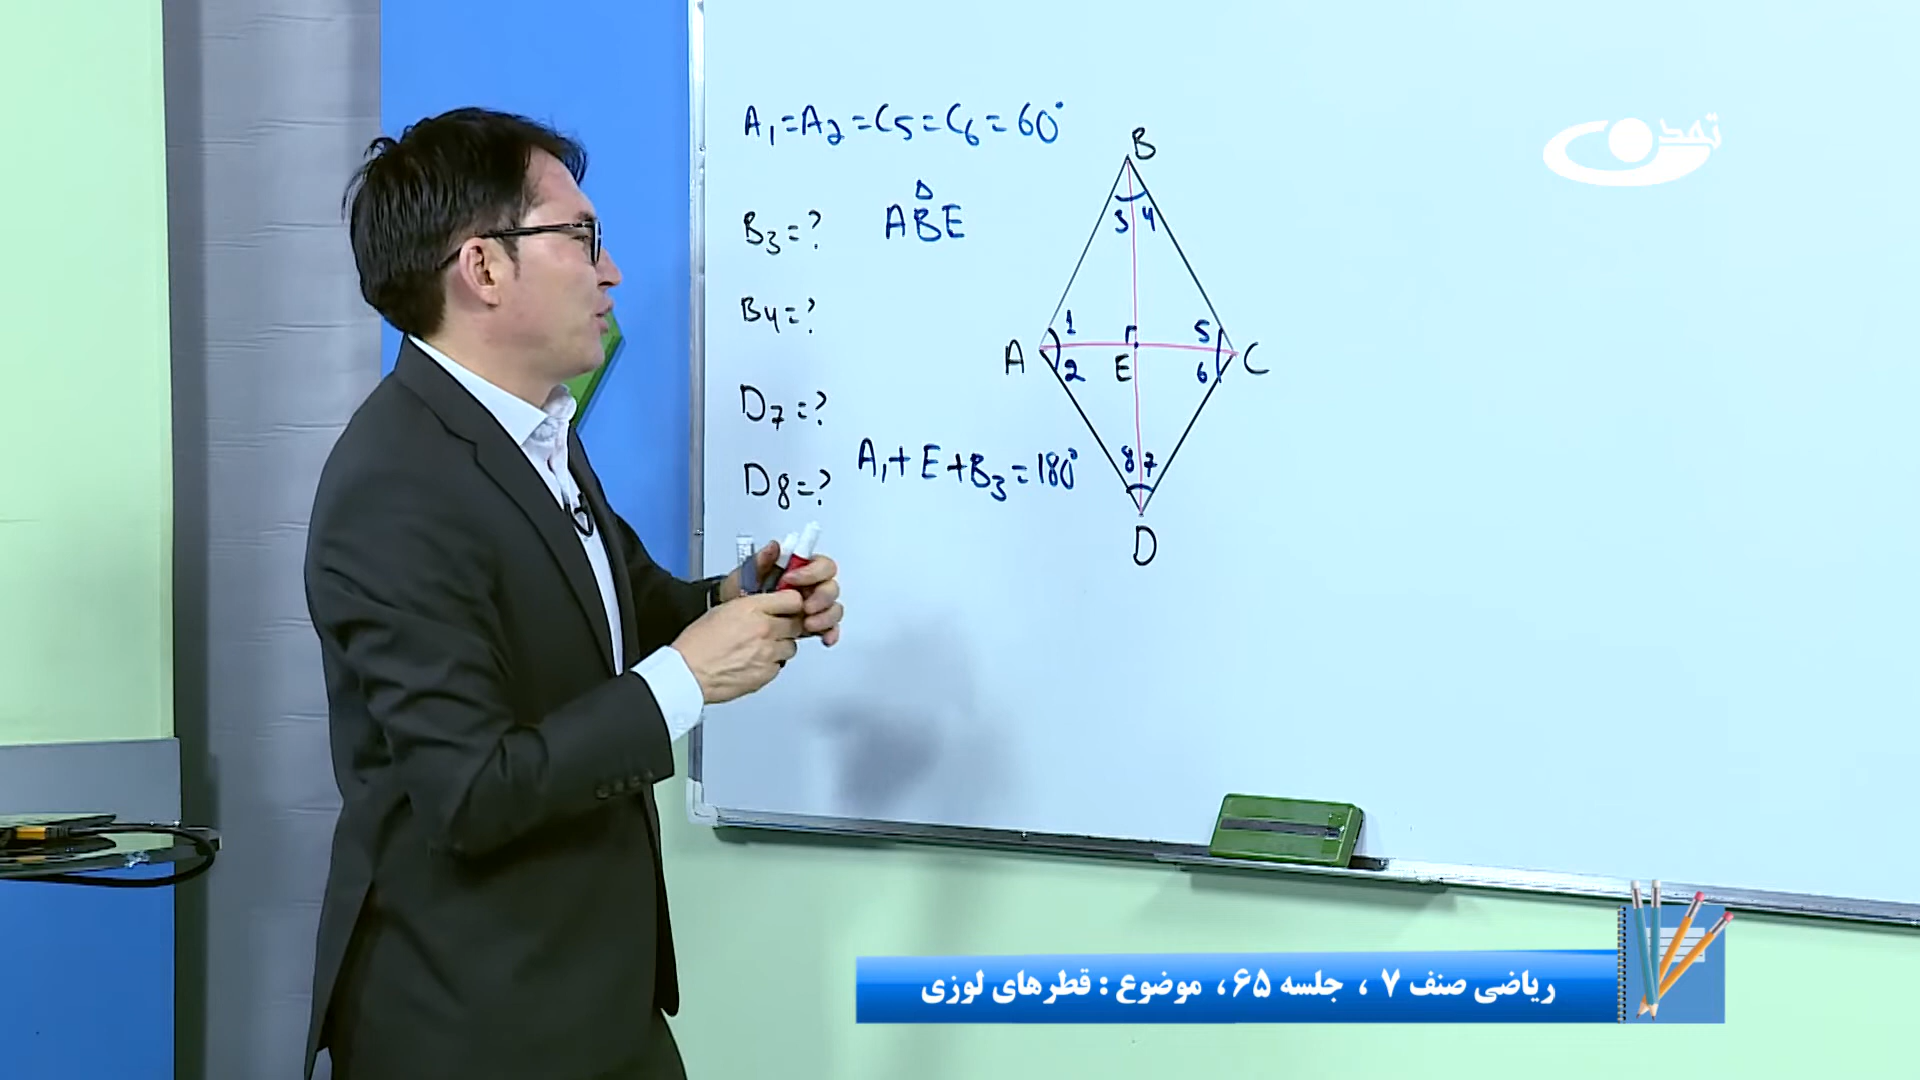 A₁=A₂=C₅=C₆=60°
B₃=?
ABE
B₄=?
D₇=?
D₈=?
A₁+E+B₃=180°
B
3 4
1
5
A
E
C
2
6
8 7
D
تمدن
ریاضی صنف ۷ ، جلسه ۶۵، موضوع : قطرهای لوزی